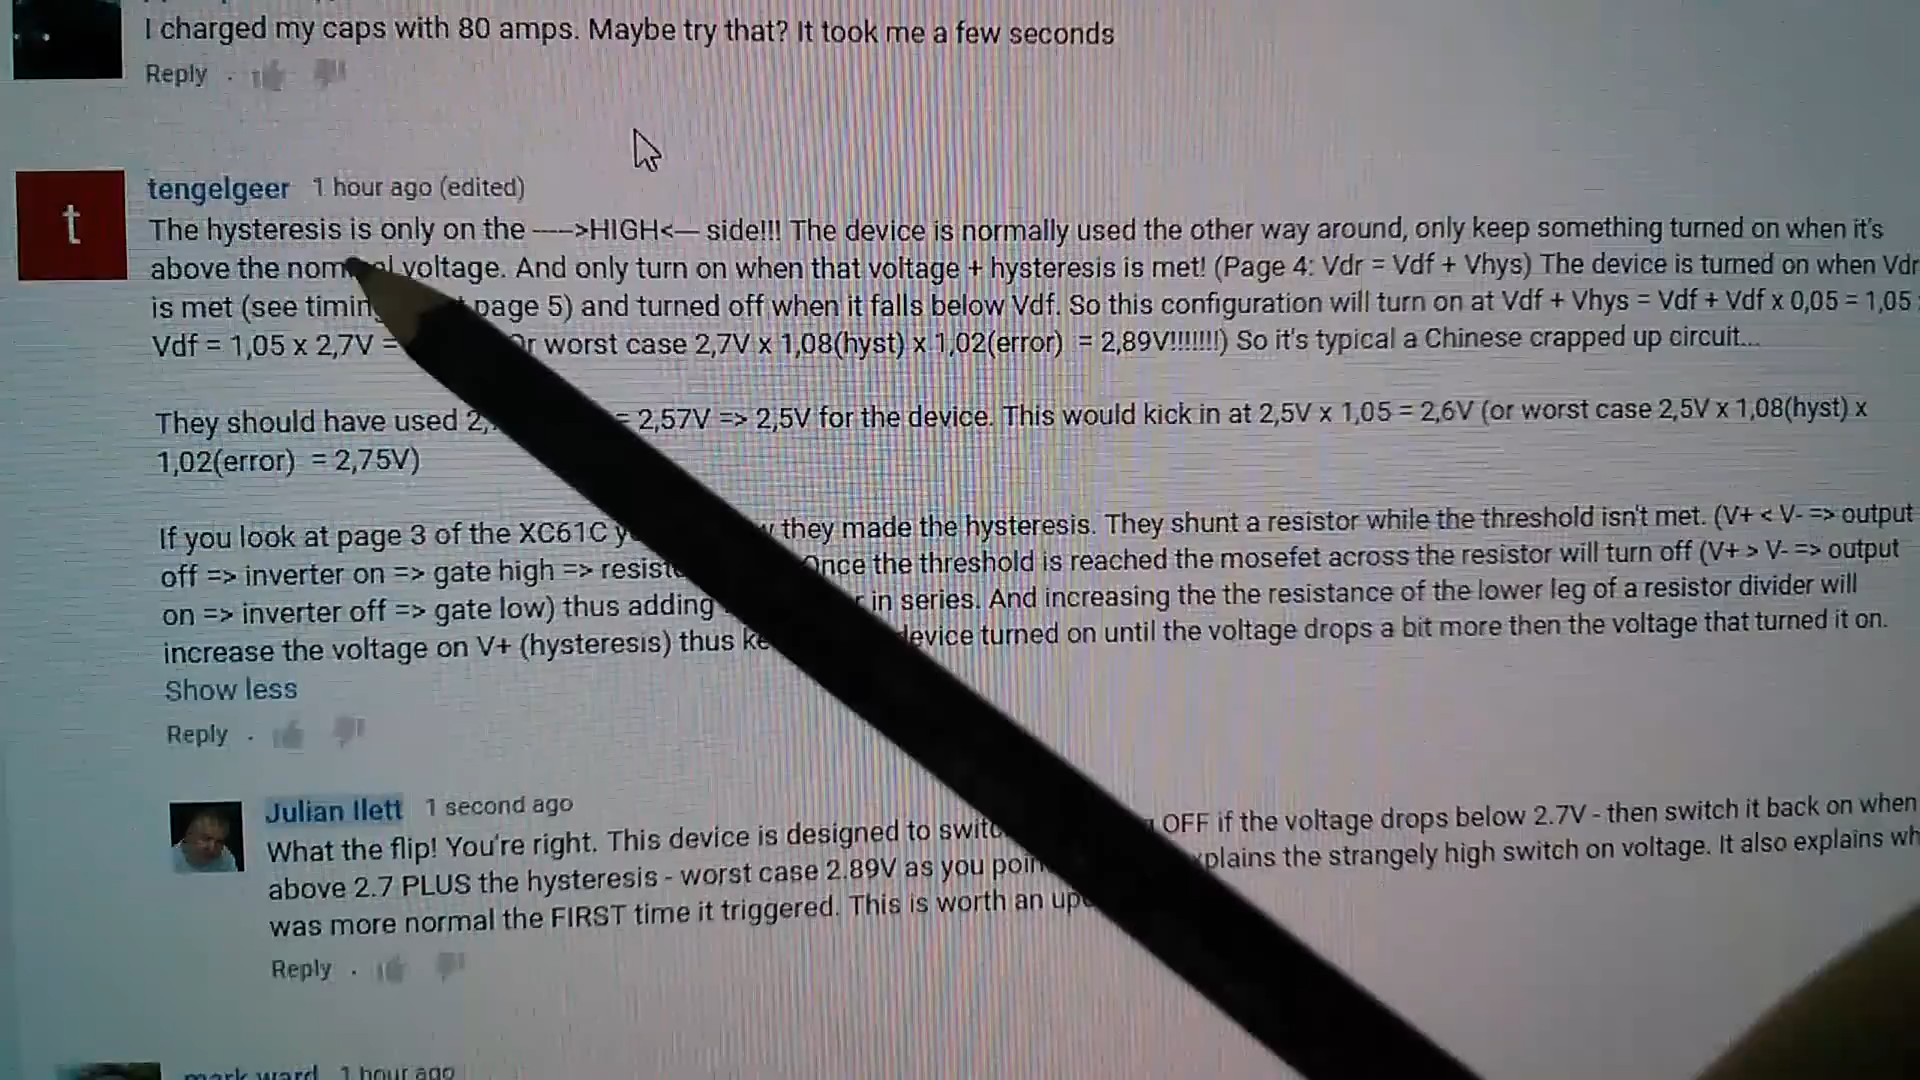 I charged my caps with 80 amps. Maybe try that? It took me a few seconds
Reply ·
t
tengelgeer 1 hour ago (edited)
The hysteresis is only on the ---->HIGH<--- side!!! The device is normally used the other way around, only keep something turned on when it's
above the voltage. And only turn on when that voltage + hysteresis is met! (Page 4: Vdr = Vdf + Vhys) The device is turned on when Vdr
is met (see page 5) and turned off when it falls below Vdf. So this configuration will turn on at Vdf + Vhys = Vdf + Vdf x 0,05 = 1,05
Vdf = 1,05 x 2,7V = worst case 2,7V x 1,08(hyst) x 1,02(error) = 2,89V!!!!!!!) So it's typical a Chinese crapped up circuit...
They should have used = 2,57V => 2,5V for the device. This would kick in at 2,5V x 1,05 = 2,6V (or worst case 2,5V x 1,08(hyst) x
1,02(error) = 2,75V)
If you look at page 3 of the XC61C they made the hysteresis. They shunt a resistor while the threshold isn't met. (V+ < V- => output
off => inverter on => gate high => Once the threshold is reached the mosefet across the resistor will turn off (V+ > V- => output
on => inverter off => gate low) thus adding in series. And increasing the the resistance of the lower leg of a resistor divider will
increase the voltage on V+ (hysteresis) thus device turned on until the voltage drops a bit more then the voltage that turned it on.
Show less
Reply ·
Julian Ilett 1 second ago
What the flip! You're right. This device is designed to OFF if the voltage drops below 2.7V - then switch it back on when
above 2.7 PLUS the hysteresis - worst case 2.89V as you explains the strangely high switch on voltage. It also explains
was more normal the FIRST time it triggered. This is worth an
Reply ·
mark ward 1 hour ago